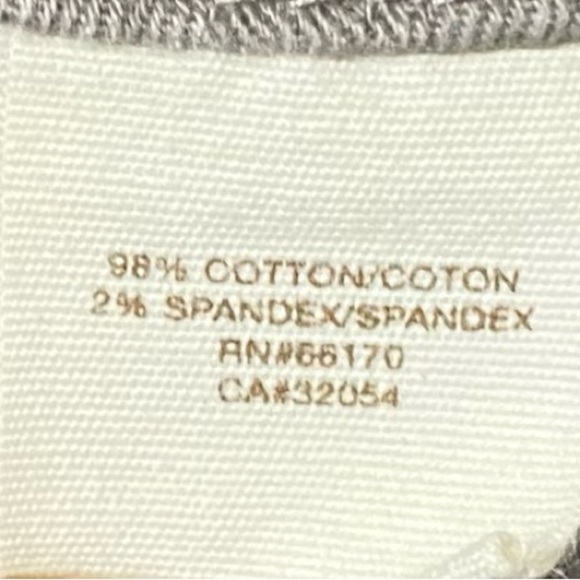 98% COTTON/COTON
2% SPANDEX/SPANDEX
RN#66170
CA#32054